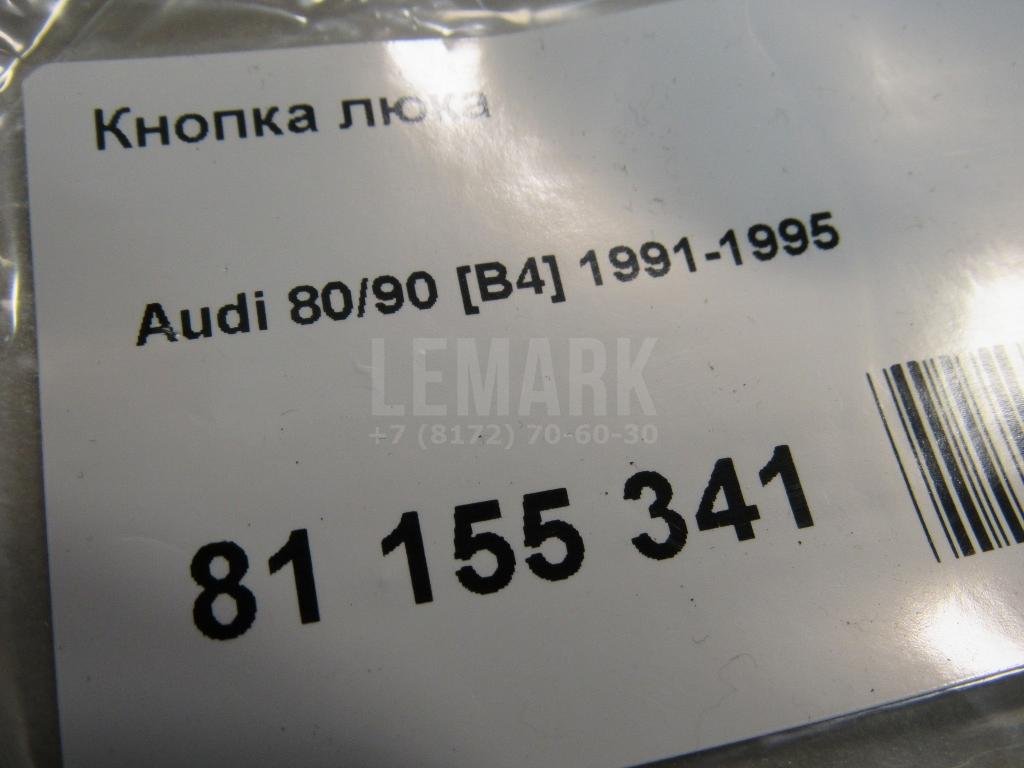 Кнопка люка
Audi 80/90 [B4] 1991-1995
LEMARK
+7 (8172) 70-60-30
81 155 341